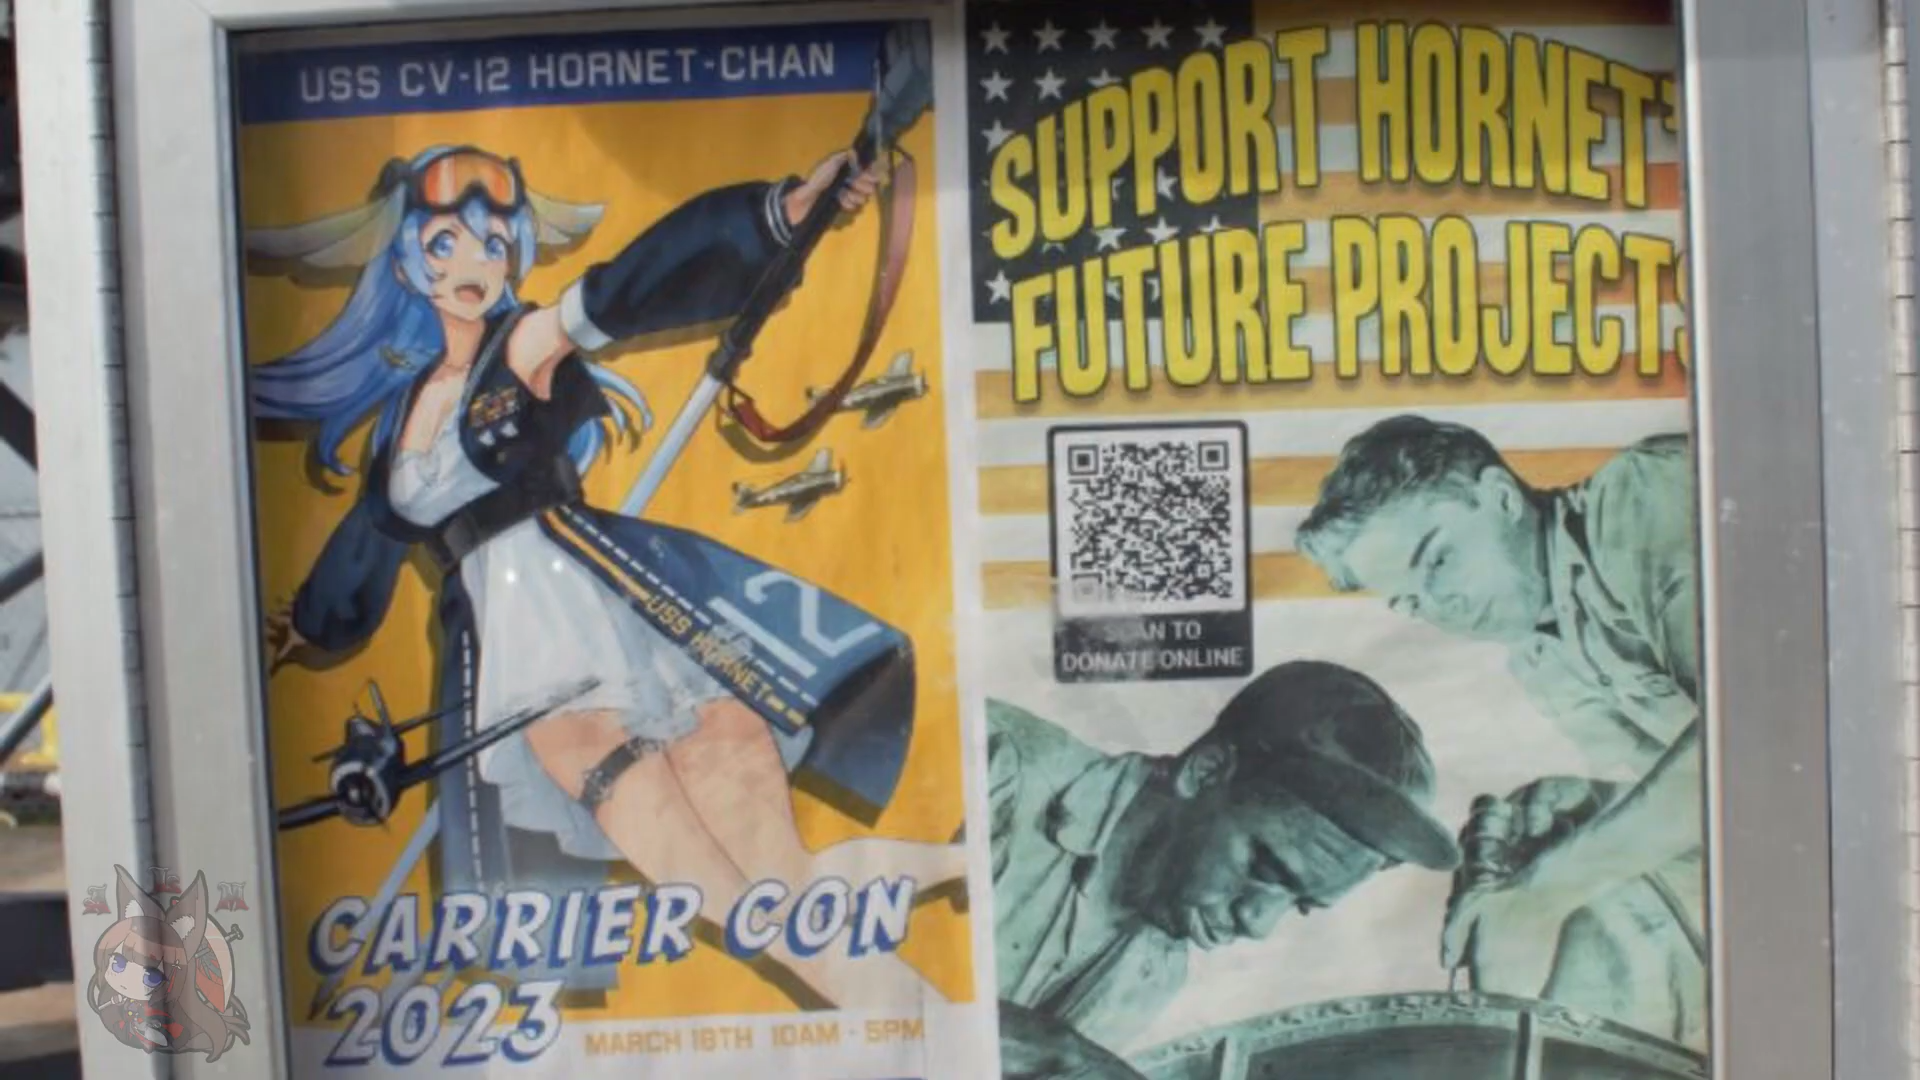 USS CV-12 HORNET-CHAN
12
USS HORNET
CARRIER CON
2023
MARCH 18TH 10AM - 5PM
SUPPORT HORNET'
FUTURE PROJECTS
SCAN TO
DONATE ONLINE